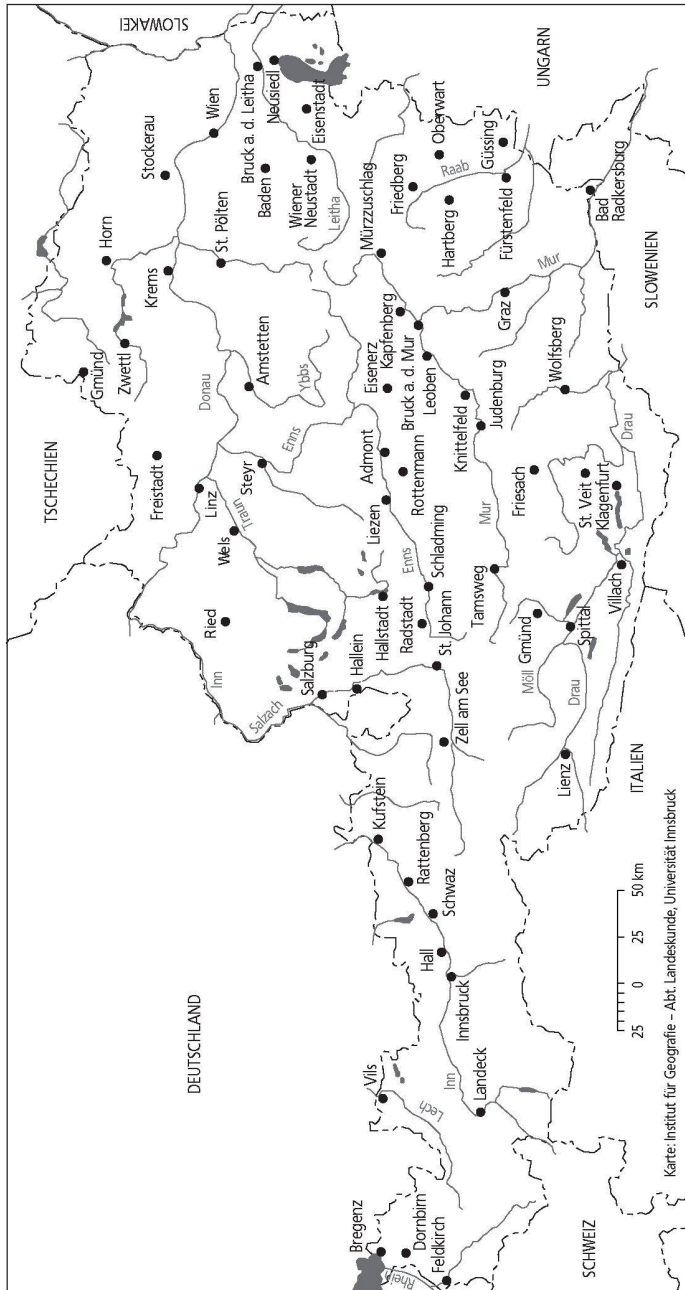 SLOWAKEI
TSCHECHIEN
DEUTSCHLAND
UNGARN
SLOWENIEN
ITALIEN
SCHWEIZ
Gmünd
Zwettl
Horn
Stockerau
Krems
Wien
Freistadt
Donau
St. Pölten
Linz
Bruck a. d. Leitha
Neusiedl
Baden
Eisenstadt
Wiener
Neustadt
Leitha
Amstetten
Ybbs
Enns
Steyr
Traun
Wels
Ried
Inn
Salzach
Salzburg
Hallein
Hallstadt
Liezen
Admont
Rottenmann
Eisenerz
Kapfenberg
Bruck a. d. Mur
Leoben
Mürzzuschlag
Friedberg
Oberwart
Hartberg
Raab
Güssing
Fürstenfeld
Bad
Radkersburg
Mur
Graz
Knittelfeld
Judenburg
Wolfsberg
Enns
Schladming
Radstadt
St. Johann
Zell am See
Tamsweg
Mur
Friesach
St. Veit
Klagenfurt
Drau
Villach
Gmünd
Spittal
Möll
Drau
Lienz
Kufstein
Rattenberg
Schwaz
Hall
Innsbruck
Inn
Landeck
Vils
Lech
Bregenz
Dornbirn
Feldkirch
Rhein
25 0 25 50 km
Karte: Institut für Geografie – Abt. Landeskunde, Universität Innsbruck